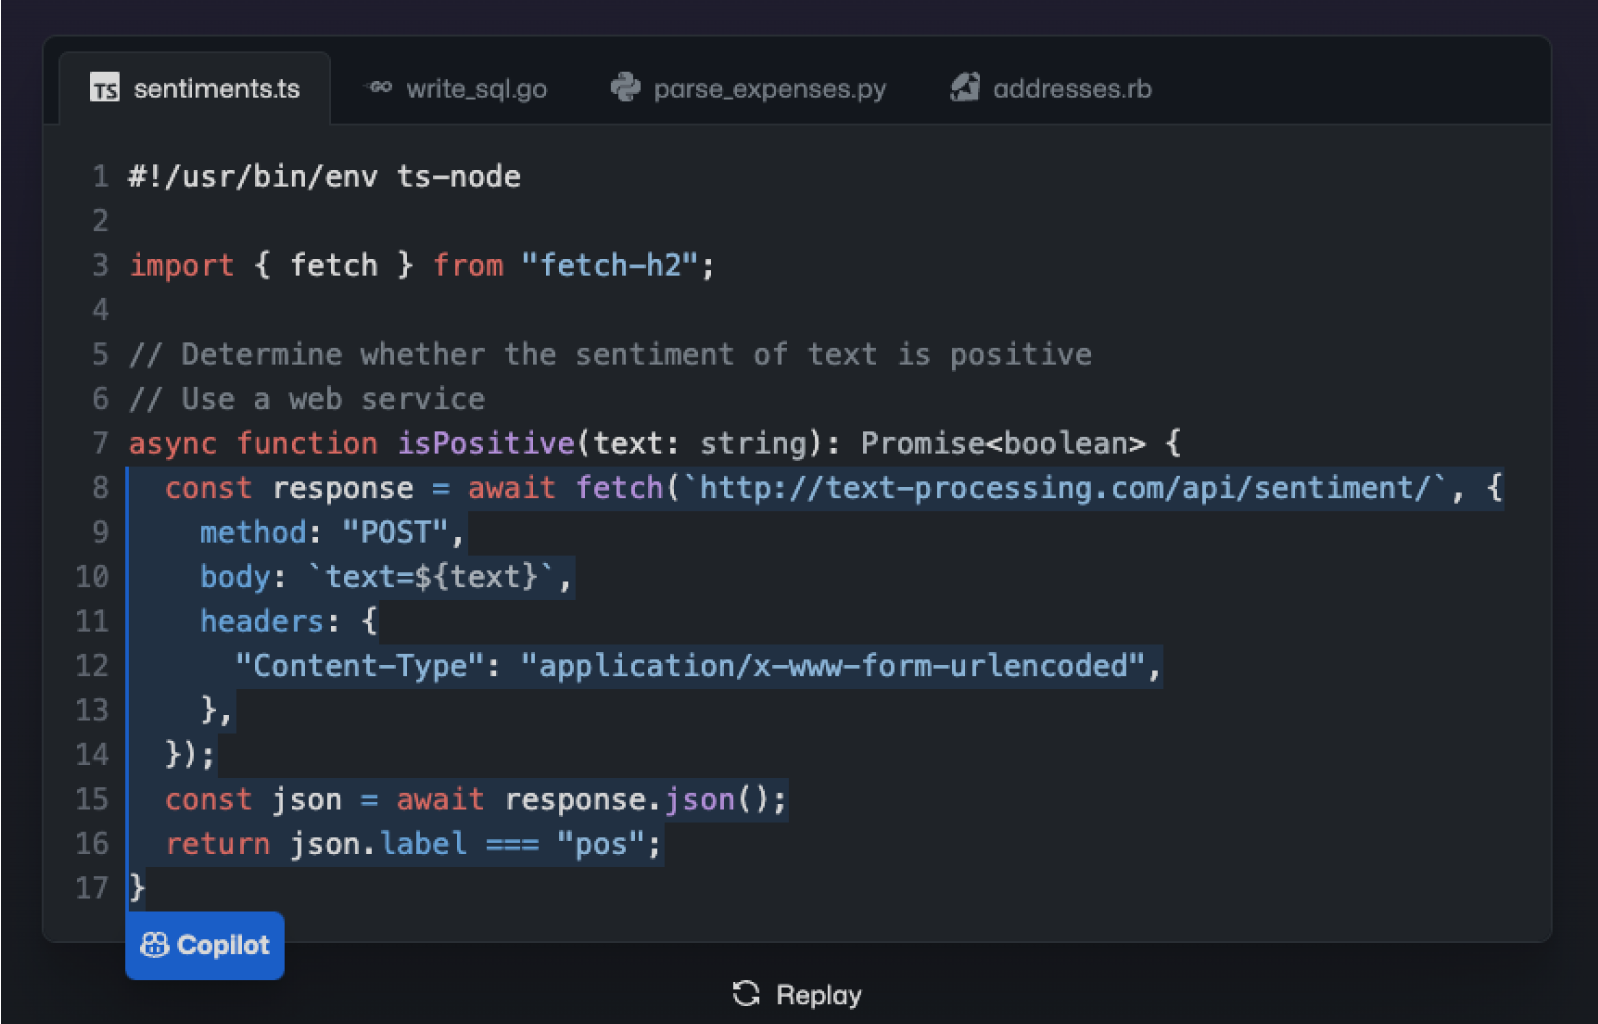 TS sentiments.ts GO write_sql.go parse_expenses.py addresses.rb
1 #!/usr/bin/env ts-node
2
3 import { fetch } from "fetch-h2";
4
5 // Determine whether the sentiment of text is positive
6 // Use a web service
7 async function isPositive(text: string): Promise<boolean> {
8   const response = await fetch(`http://text-processing.com/api/sentiment/`, {
9     method: "POST",
10     body: `text=${text}`,
11     headers: {
12       "Content-Type": "application/x-www-form-urlencoded",
13     },
14   });
15   const json = await response.json();
16   return json.label === "pos";
17 }
Copilot
Replay